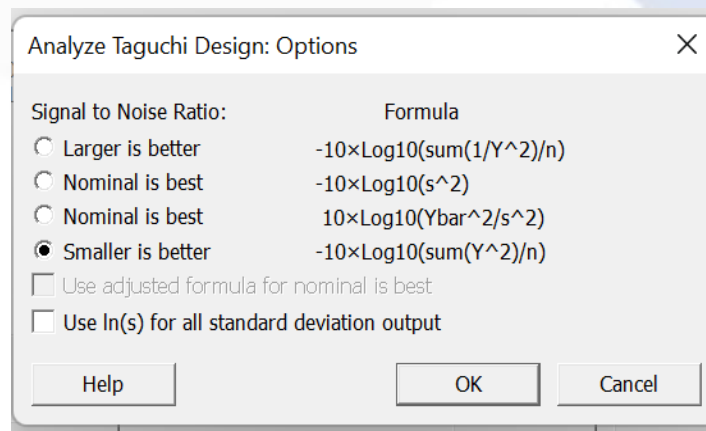 Analyze Taguchi Design: Options
Signal to Noise Ratio: Formula
Larger is better -10×Log10(sum(1/Y^2)/n)
Nominal is best -10×Log10(s^2)
Nominal is best 10×Log10(Ybar^2/s^2)
Smaller is better -10×Log10(sum(Y^2)/n)
Use adjusted formula for nominal is best
Use ln(s) for all standard deviation output
Help OK Cancel